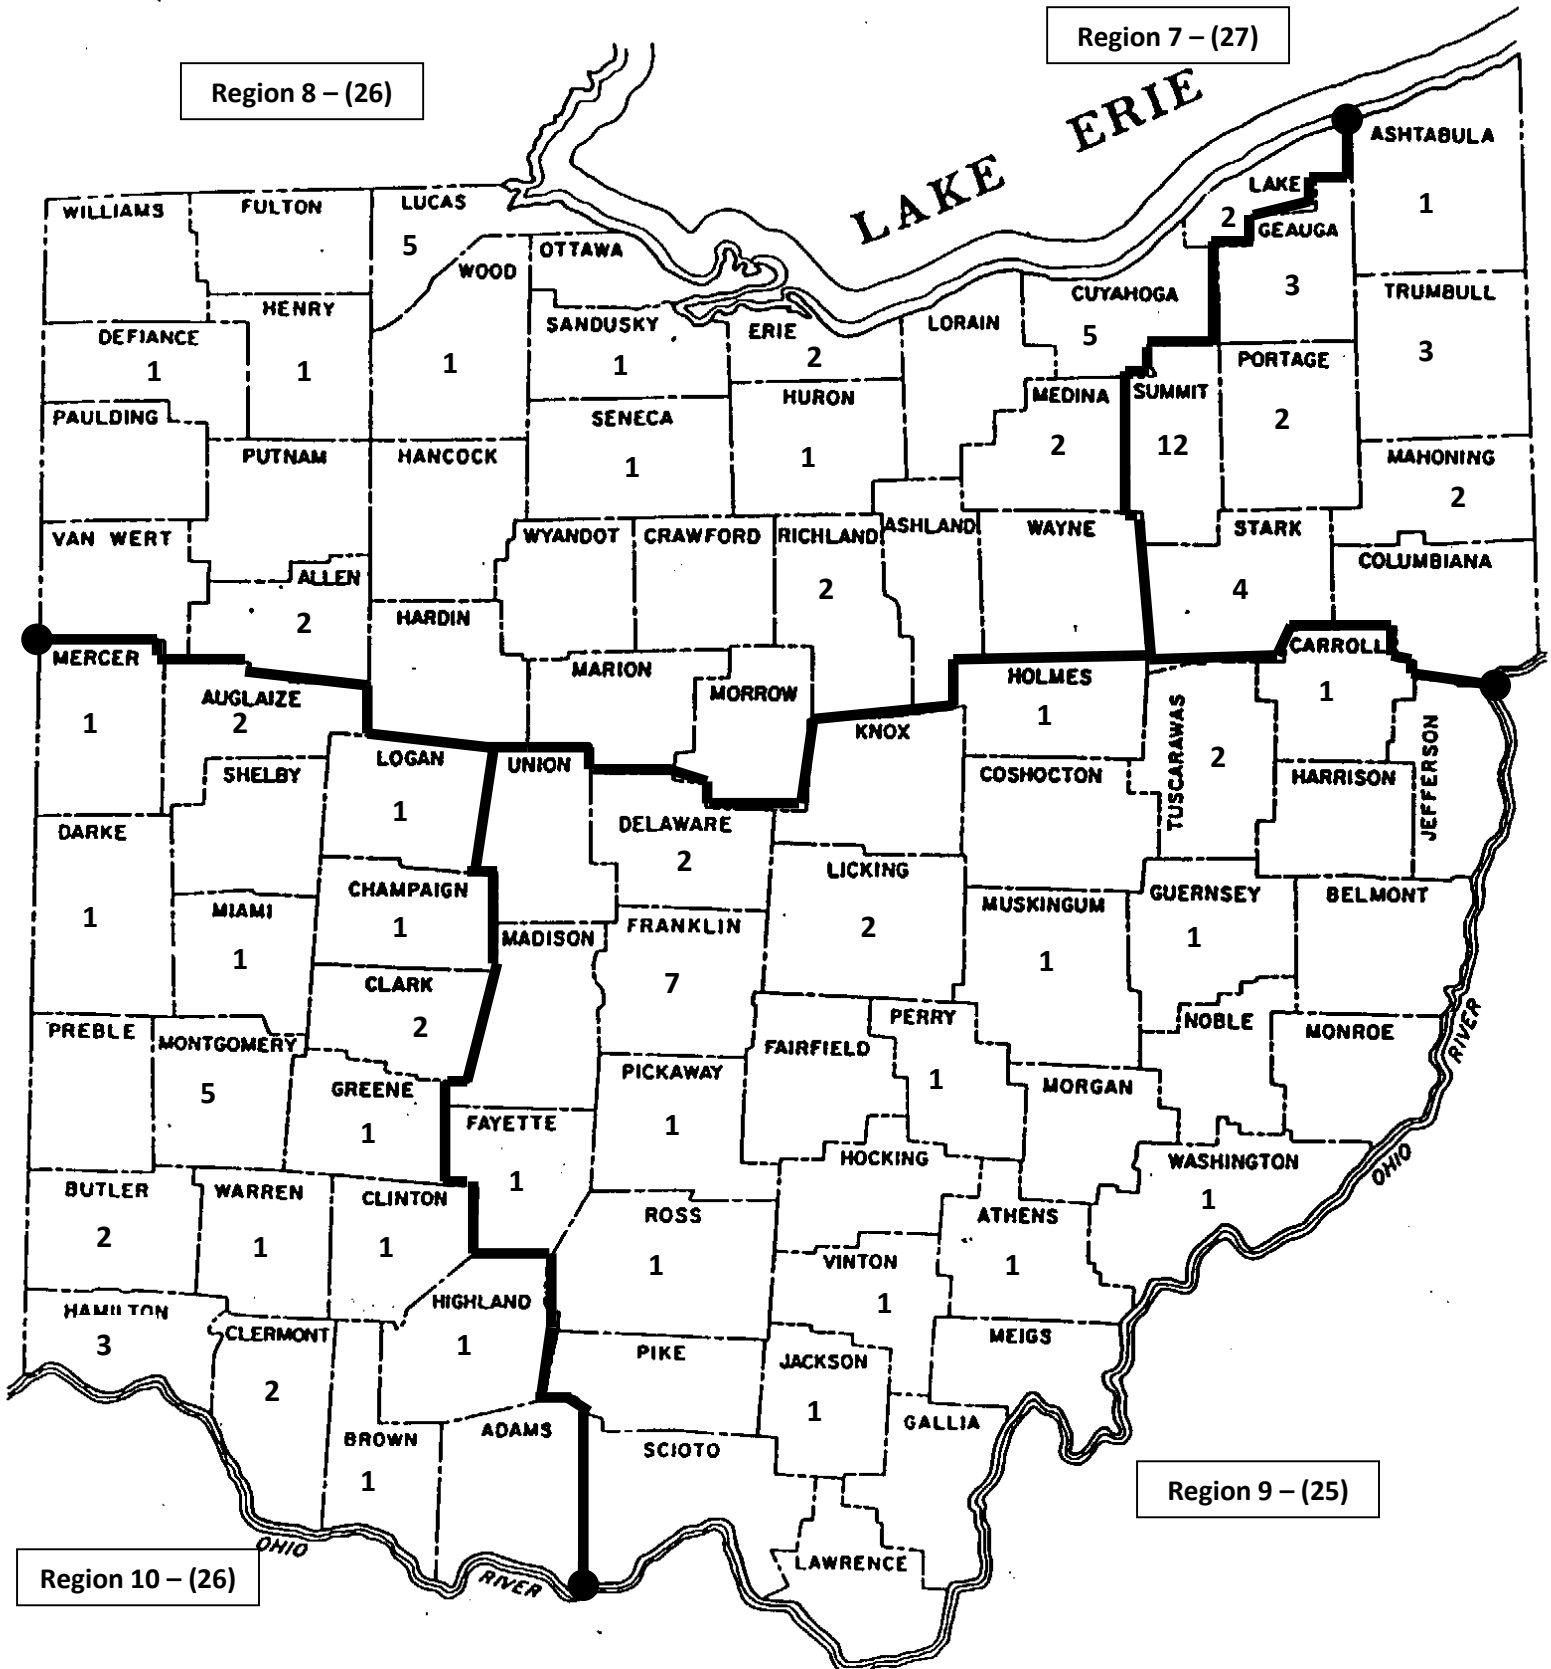 Region 7 – (27)
Region 8 – (26)
LAKE ERIE
ASHTABULA
1
LAKE
2
GEAUGA
3
WILLIAMS
FULTON
LUCAS
5
WOOD
1
OTTAWA
HENRY
1
DEFIANCE
1
SANDUSKY
1
ERIE
2
LORAIN
CUYAHOGA
5
TRUMBULL
3
PORTAGE
2
SUMMIT
12
MEDINA
2
HURON
1
SENECA
1
PAULDING
PUTNAM
HANCOCK
MAHONING
2
VAN WERT
WYANDOT
CRAWFORD
RICHLAND
2
ASHLAND
WAYNE
STARK
4
COLUMBIANA
ALLEN
2
HARDIN
MERCER
1
AUGLAIZE
2
MARION
MORROW
KNOX
HOLMES
1
CARROLL
1
TUSCARAWAS
2
JEFFERSON
SHELBY
LOGAN
1
UNION
COSHOCTON
HARRISON
DARKE
1
DELAWARE
2
LICKING
2
CHAMPAIGN
1
MIAMI
1
MUSKINGUM
1
GUERNSEY
1
BELMONT
MADISON
FRANKLIN
7
CLARK
2
PREBLE
MONTGOMERY
5
PERRY
1
NOBLE
MONROE
RIVER
FAIRFIELD
PICKAWAY
1
GREENE
1
MORGAN
FAYETTE
1
HOCKING
WASHINGTON
1
OHIO
BUTLER
2
WARREN
1
CLINTON
1
ROSS
1
ATHENS
1
VINTON
1
HAMILTON
3
HIGHLAND
1
CLERMONT
2
PIKE
MEIGS
JACKSON
1
GALLIA
BROWN
1
ADAMS
SCIOTO
Region 9 – (25)
OHIO
RIVER
LAWRENCE
Region 10 – (26)